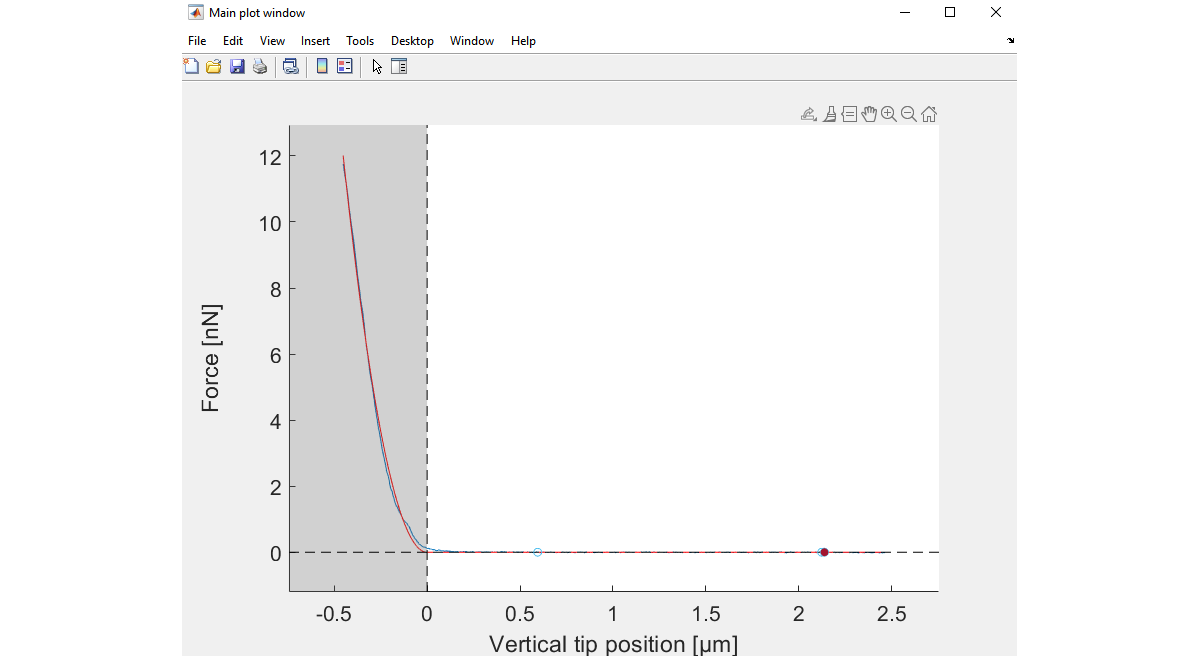 Main plot window
File Edit View Insert Tools Desktop Window Help
12
10
8
6
4
2
0
Force [nN]
-0.5 0 0.5 1 1.5 2 2.5
Vertical tip position [µm]